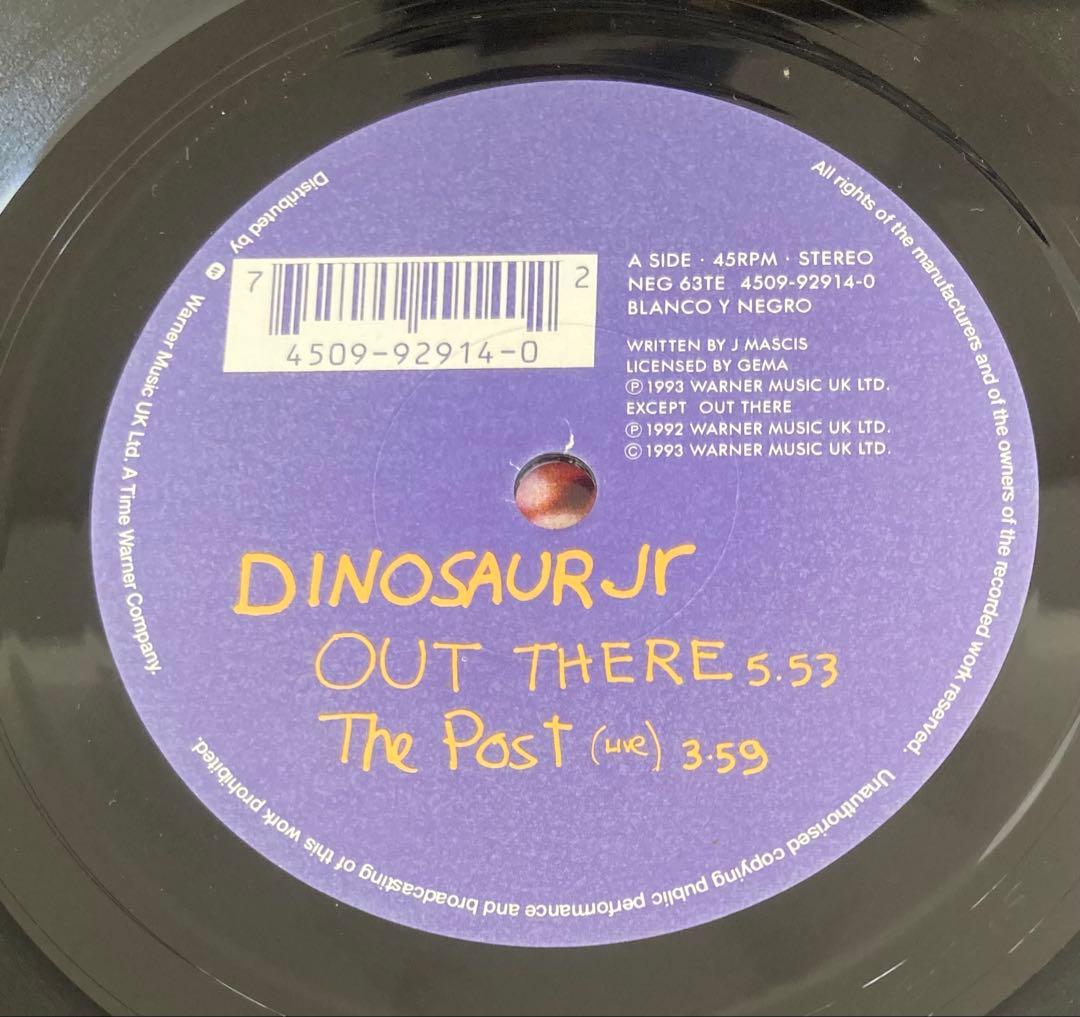 Distributed by
Warner Music UK Ltd. A Time Warner Company.
All rights of the manufacturers and of the owners of the recorded work reserved.
Unauthorised copying public performance and broadcasting of this work prohibited.
7 2
4509-92914-0
A SIDE · 45RPM · STEREO
NEG 63TE 4509-92914-0
BLANCO Y NEGRO
WRITTEN BY J MASCIS
LICENSED BY GEMA
Ⓟ 1993 WARNER MUSIC UK LTD.
EXCEPT OUT THERE
Ⓟ 1992 WARNER MUSIC UK LTD.
© 1993 WARNER MUSIC UK LTD.
DINOSAUR Jr
OUT THERE 5.53
The Post (LIVE) 3.59